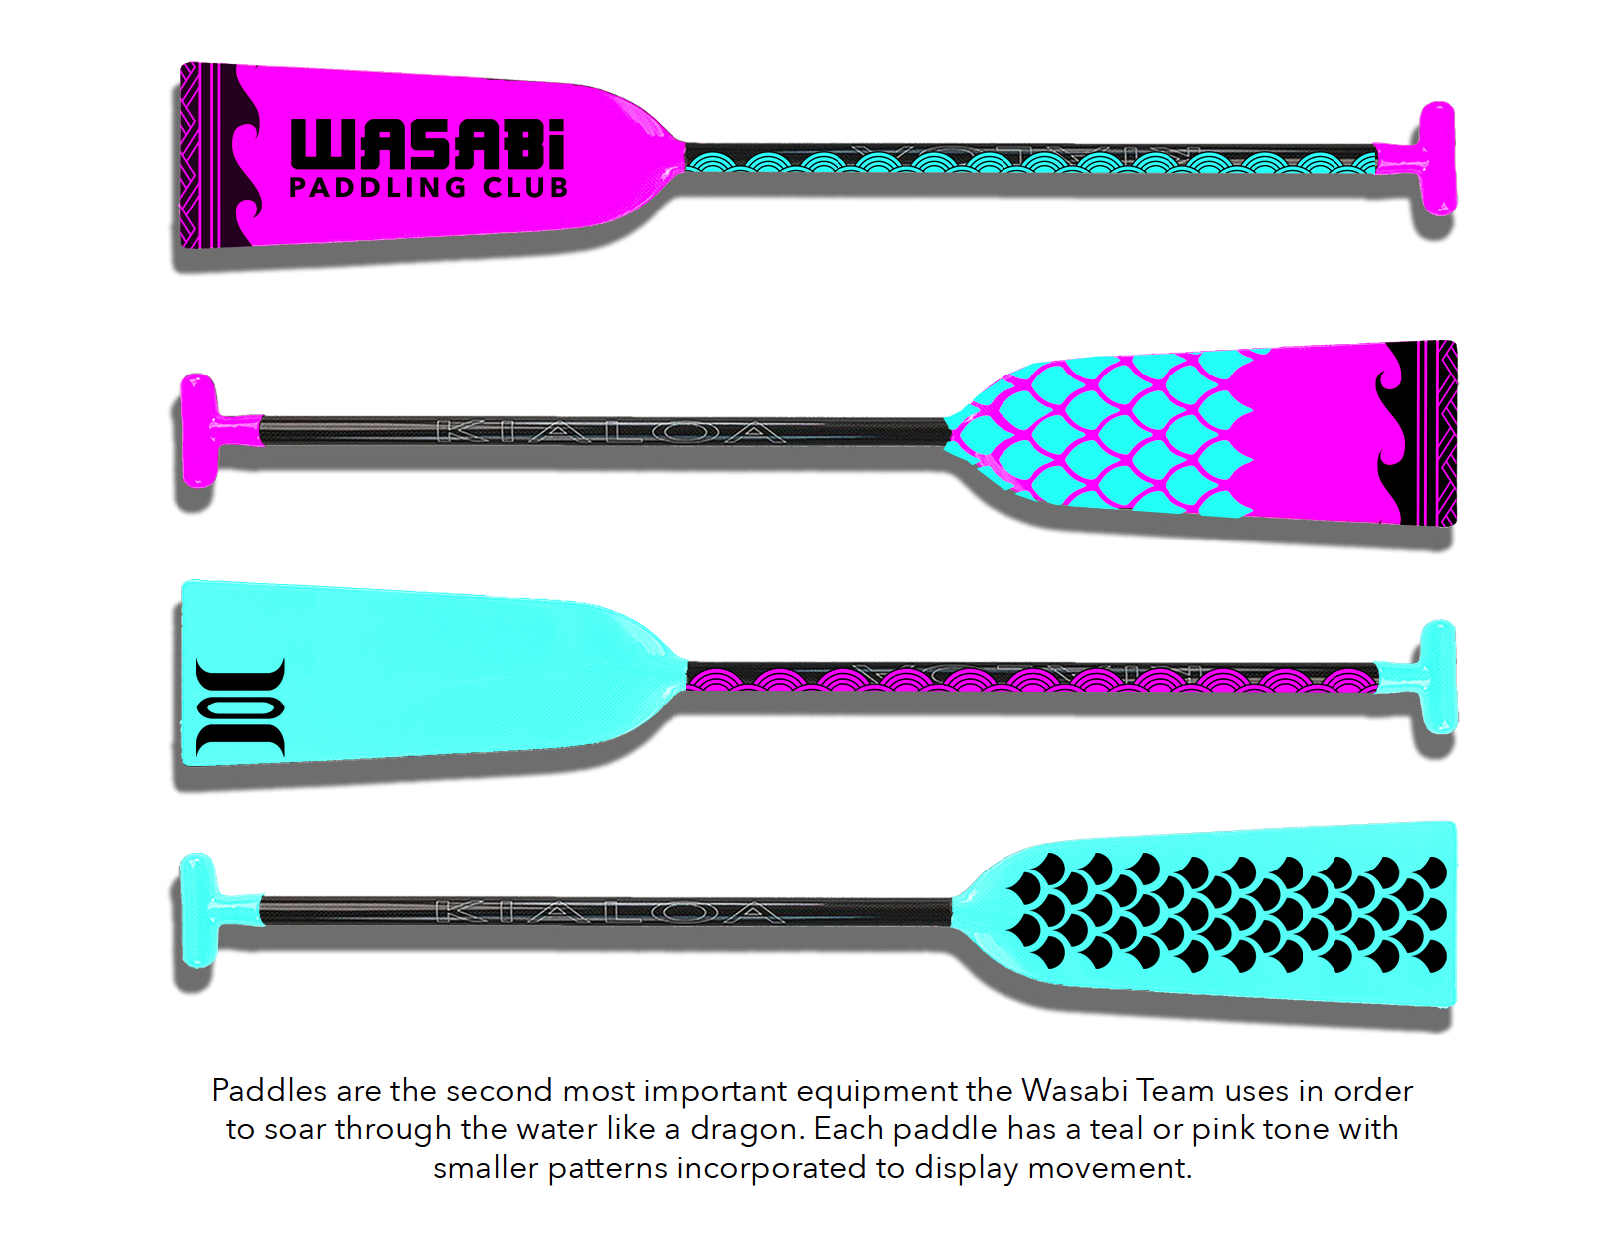 WASABi
PADDLING CLUB
KIALOA
KIALOA
KIALOA
KIALOA
Paddles are the second most important equipment the Wasabi Team uses in order
to soar through the water like a dragon. Each paddle has a teal or pink tone with
smaller patterns incorporated to display movement.